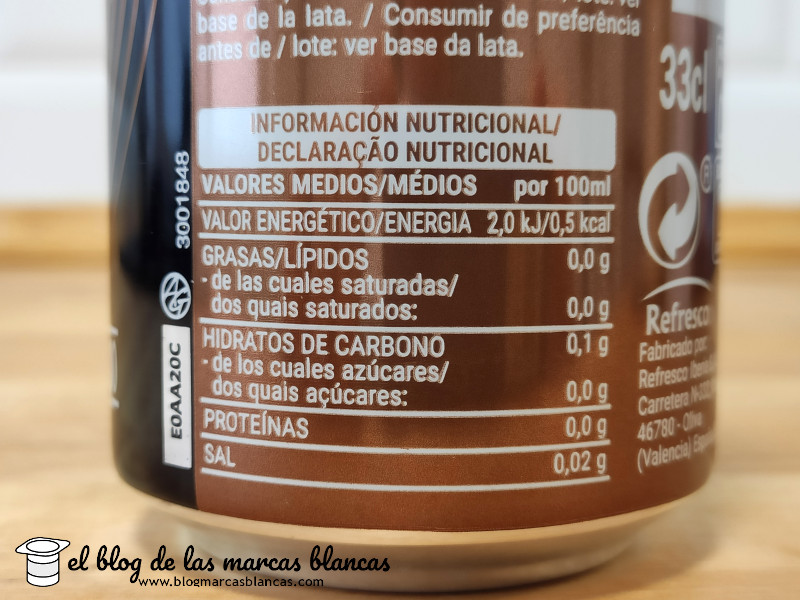 base de la lata. / Consumir de preferência
antes de / lote: ver base da lata.
33cl
INFORMACIÓN NUTRICIONAL/
DECLARAÇÃO NUTRICIONAL
VALORES MEDIOS/MÉDIOS por 100ml
VALOR ENERGÉTICO/ENERGIA 2,0 kJ/0,5 kcal
GRASAS/LÍPIDOS 0,0 g
- de las cuales saturadas/
dos quais saturados: 0,0 g
HIDRATOS DE CARBONO 0,1 g
- de los cuales azúcares/
dos quais açúcares: 0,0 g
PROTEÍNAS 0,0 g
SAL 0,02 g
3001848
E0AA20C
®
Refresco
Fabricado por:
Refresco
Carretera
46780 - Oliva
(Valencia)
el blog de las marcas blancas
www.blogmarcasblancas.com